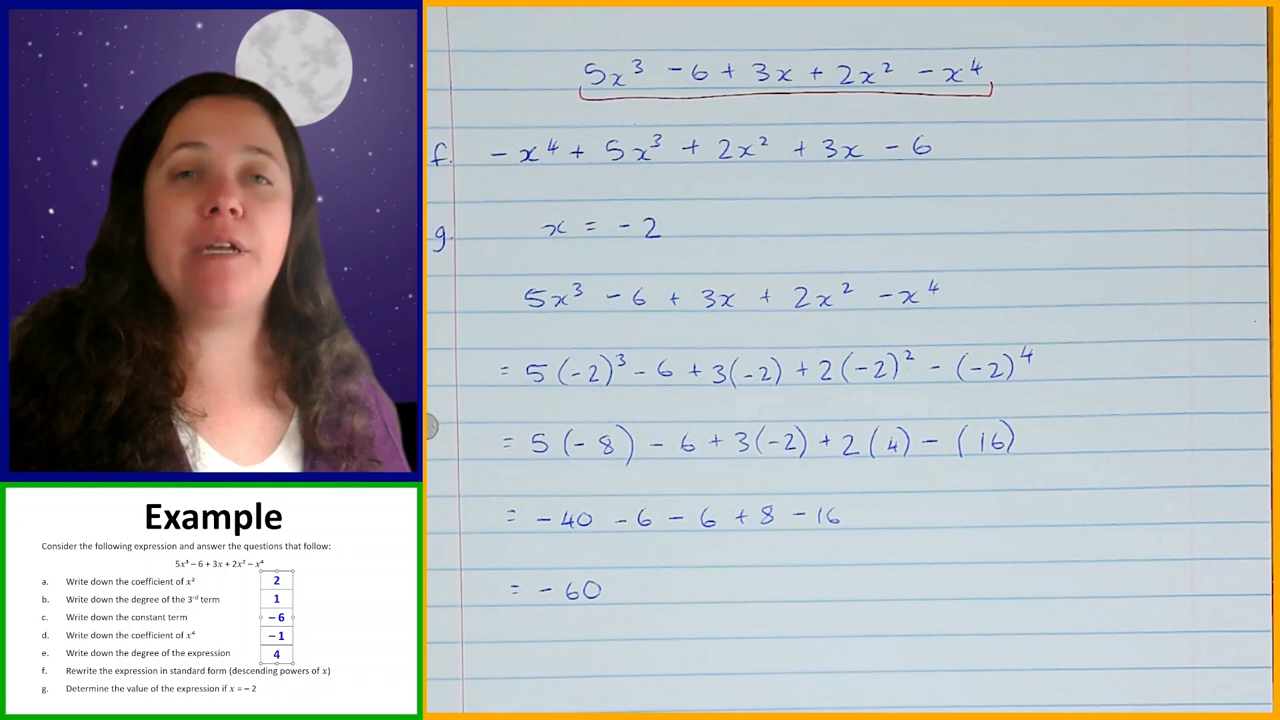 5x³ - 6 + 3x + 2x² - x⁴
f. - x⁴ + 5x³ + 2x² + 3x - 6
g. x = - 2
5x³ - 6 + 3x + 2x² - x⁴
= 5(-2)³ - 6 + 3(-2) + 2(-2)² - (-2)⁴
= 5(-8) - 6 + 3(-2) + 2(4) - (16)
= - 40 - 6 - 6 + 8 - 16
= - 60
Example
Consider the following expression and answer the questions that follow:
5x³ – 6 + 3x + 2x² – x⁴
a. Write down the coefficient of x² 2
b. Write down the degree of the 3rd term 1
c. Write down the constant term – 6
d. Write down the coefficient of x⁴ – 1
e. Write down the degree of the expression 4
f. Rewrite the expression in standard form (descending powers of x)
g. Determine the value of the expression if x = – 2